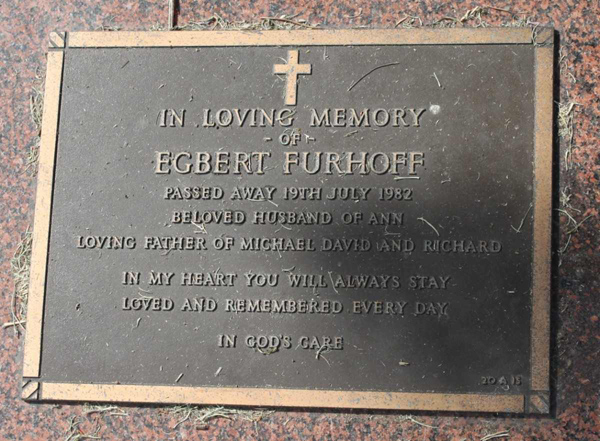 IN LOVING MEMORY
- OF -
EGBERT FURHOFF
PASSED AWAY 19TH JULY 1982
BELOVED HUSBAND OF ANN
LOVING FATHER OF MICHAEL DAVID AND RICHARD
IN MY HEART YOU WILL ALWAYS STAY
LOVED AND REMEMBERED EVERY DAY
IN GOD'S CARE